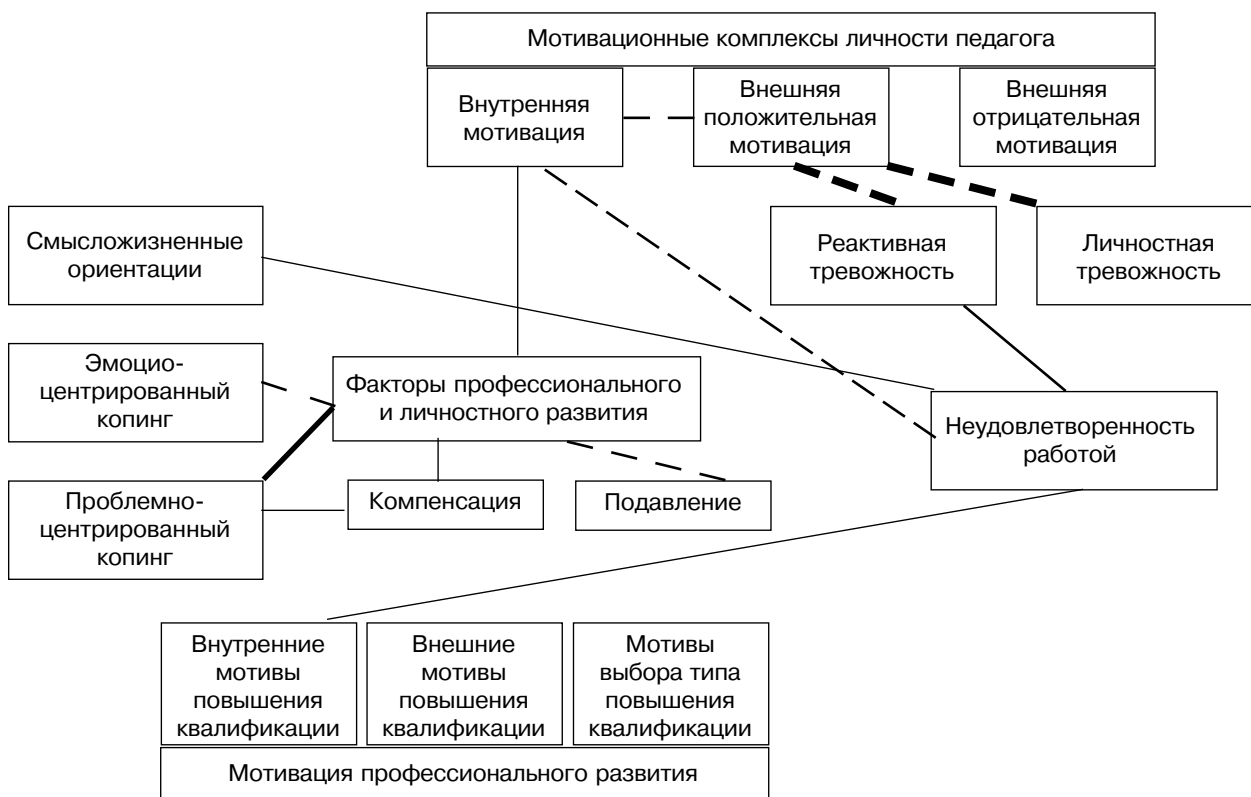 Мотивационные комплексы личности педагога
Внутренняя
мотивация
Внешняя
положительная
мотивация
Внешняя
отрицательная
мотивация
Смысложизненные
ориентации
Реактивная
тревожность
Личностная
тревожность
Эмоцио-
центрированный
копинг
Факторы профессионального
и личностного развития
Неудовлетворенность
работой
Проблемно-
центрированный
копинг
Компенсация
Подавление
Внутренние
мотивы
повышения
квалификации
Внешние
мотивы
повышения
квалификации
Мотивы
выбора типа
повышения
квалификации
Мотивация профессионального развития